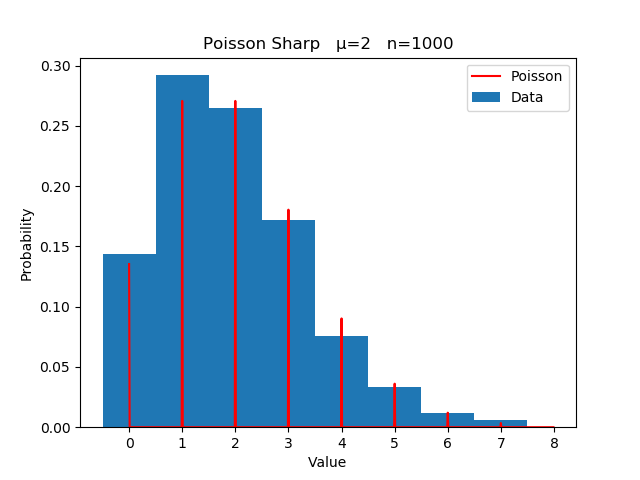 Poisson Sharp   μ=2   n=1000
Poisson
Data
Probability
0.30
0.25
0.20
0.15
0.10
0.05
0.00
0 1 2 3 4 5 6 7 8
Value